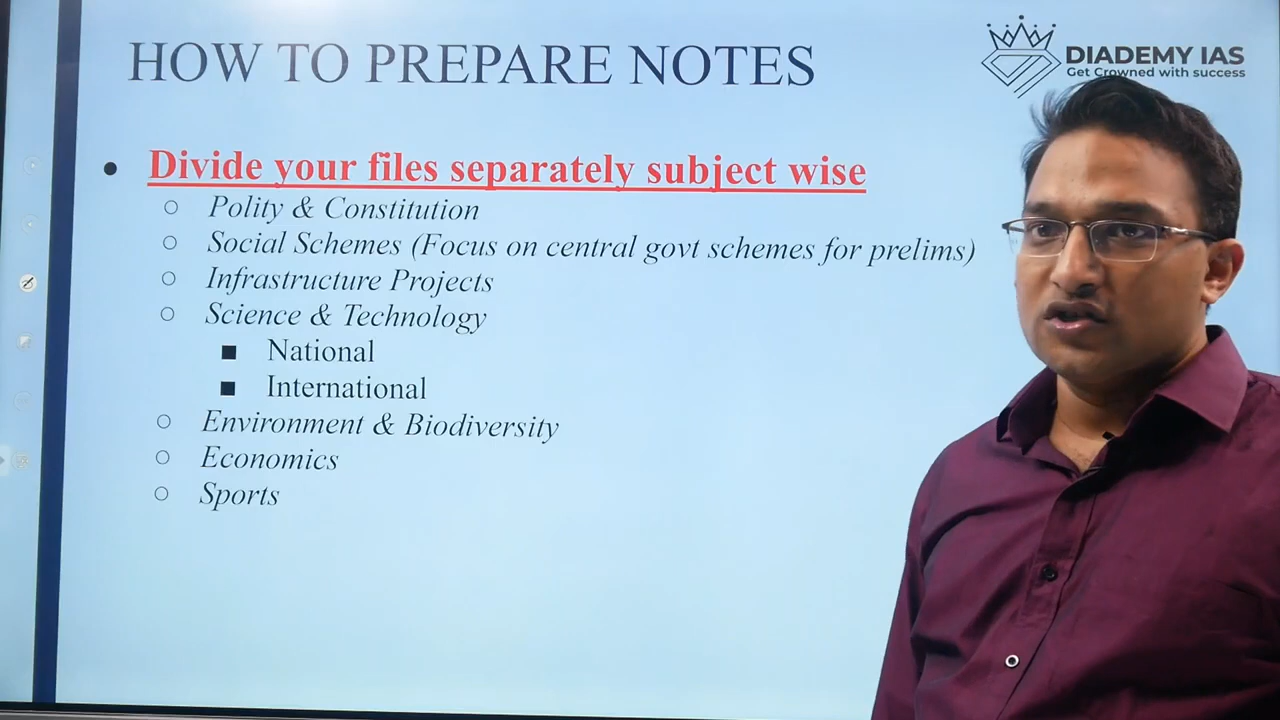 HOW TO PREPARE NOTES
DIADEMY IAS
Get Crowned with success
● Divide your files separately subject wise
○ Polity & Constitution
○ Social Schemes (Focus on central govt schemes for prelims)
○ Infrastructure Projects
○ Science & Technology
■ National
■ International
○ Environment & Biodiversity
○ Economics
○ Sports